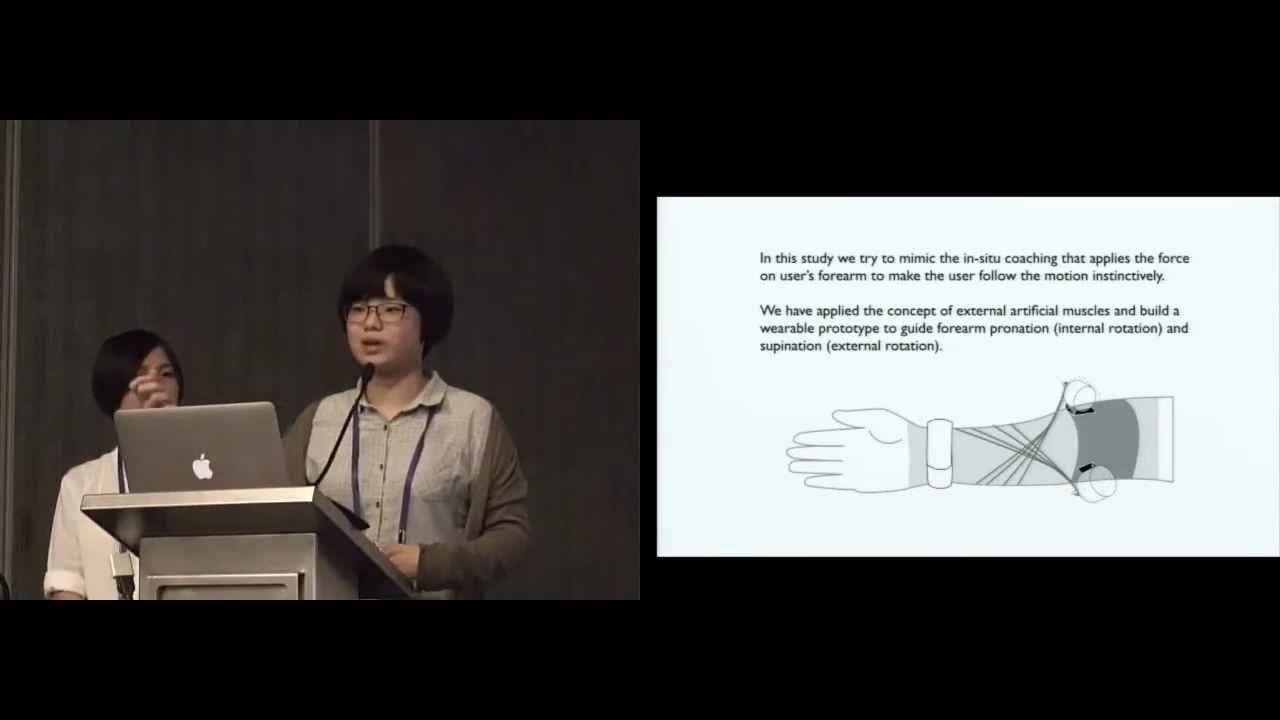 In this study we try to mimic the in-situ coaching that applies the force
on user's forearm to make the user follow the motion instinctively.
We have applied the concept of external artificial muscles and build a
wearable prototype to guide forearm pronation (internal rotation) and
supination (external rotation).